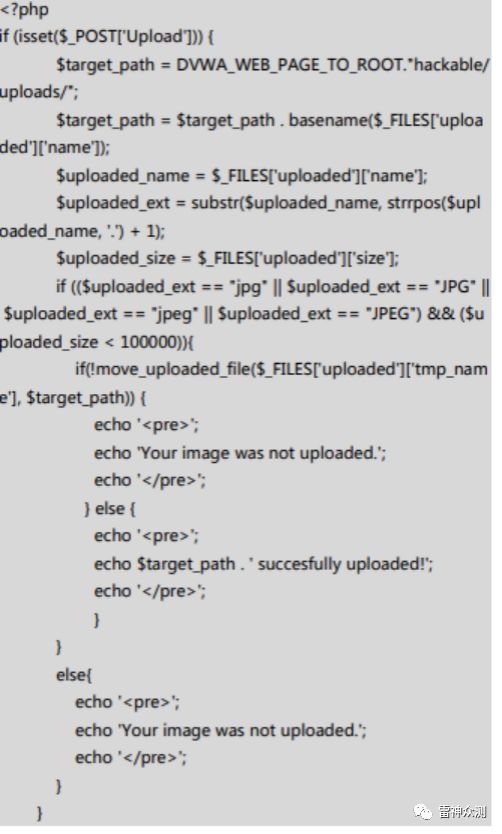 <?php
if (isset($_POST['Upload'])) {
$target_path = DVWA_WEB_PAGE_TO_ROOT."hackable/
uploads/";
$target_path = $target_path . basename($_FILES['uploa
ded']['name']);
$uploaded_name = $_FILES['uploaded']['name'];
$uploaded_ext = substr($uploaded_name, strrpos($upl
oaded_name, '.') + 1);
$uploaded_size = $_FILES['uploaded']['size'];
if (($uploaded_ext == "jpg" || $uploaded_ext == "JPG" ||
$uploaded_ext == "jpeg" || $uploaded_ext == "JPEG") && ($u
ploaded_size < 100000)){
if(!move_uploaded_file($_FILES['uploaded']['tmp_nam
e'], $target_path)) {
echo '<pre>';
echo 'Your image was not uploaded.';
echo '</pre>';
} else {
echo '<pre>';
echo $target_path . ' succesfully uploaded!';
echo '</pre>';
}
}
else{
echo '<pre>';
echo 'Your image was not uploaded.';
echo '</pre>';
}
}
雷神众测